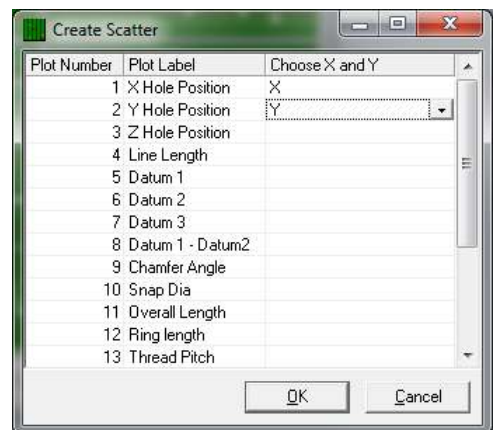 Create Scatter
Plot Number Plot Label Choose X and Y
1 X Hole Position X
2 Y Hole Position Y
3 Z Hole Position
4 Line Length
5 Datum 1
6 Datum 2
7 Datum 3
8 Datum 1 - Datum2
9 Chamfer Angle
10 Snap Dia
11 Overall Length
12 Ring length
13 Thread Pitch
OK Cancel